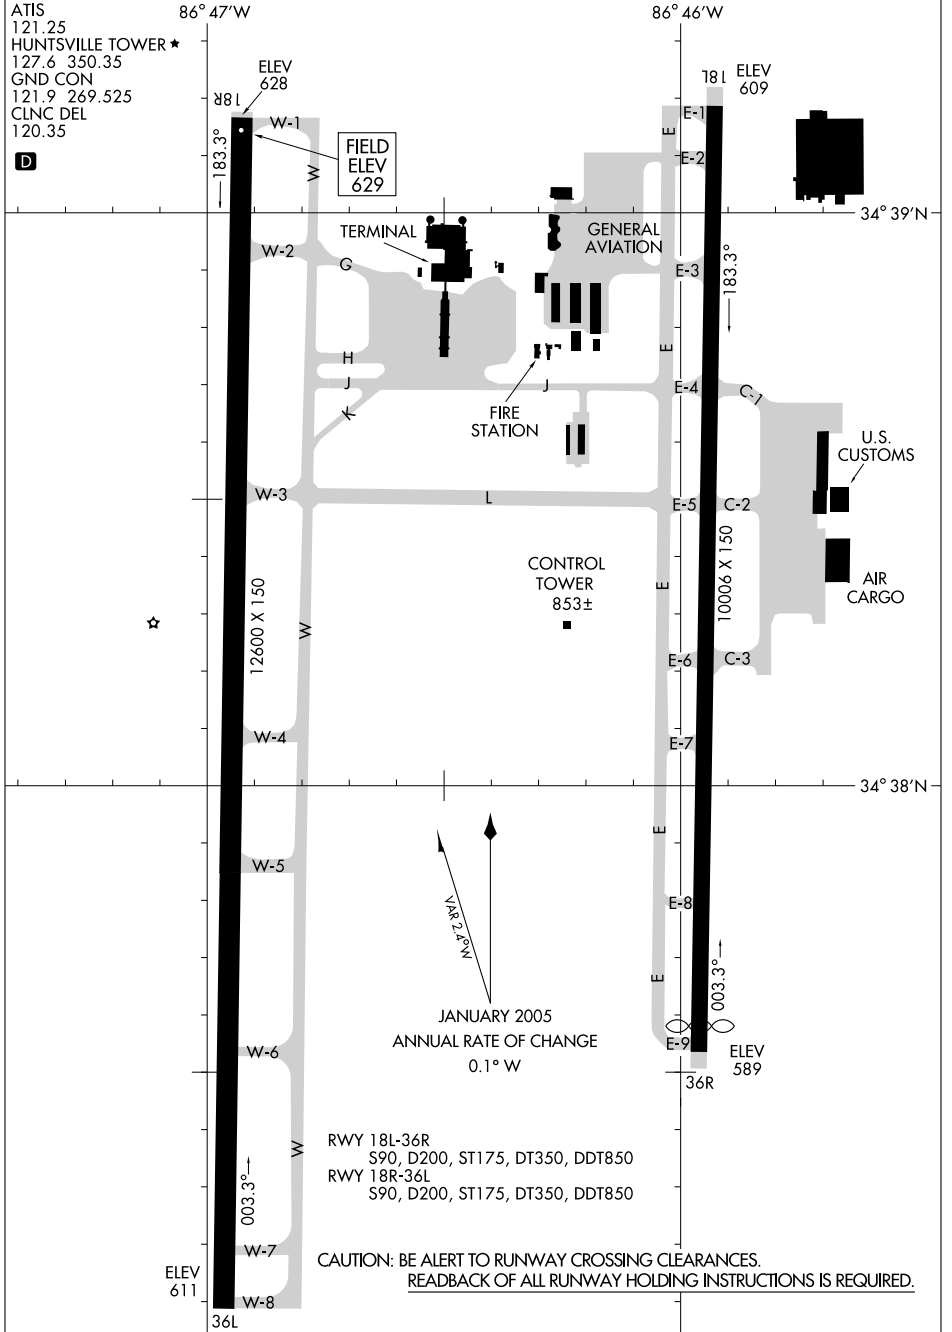 ATIS
121.25
HUNTSVILLE TOWER ★
127.6 350.35
GND CON
121.9 269.525
CLNC DEL
120.35
D
86° 47'W
86° 46'W
ELEV
628
18R
W-1
183.3°
FIELD
ELEV
629
W
18L
ELEV
609
E-1
E
E-2
34° 39'N
TERMINAL
GENERAL
AVIATION
W-2
G
E-3
183.3°
H
J
K
E
J
E-4
C-1
FIRE
STATION
U.S.
CUSTOMS
W-3
L
E-5
C-2
12600 X 150
10006 X 150
CONTROL
TOWER
853±
E
AIR
CARGO
W
E-6
C-3
W-4
E-7
34° 38'N
E
W-5
VAR 2.4°W
E-8
E
003.3°
JANUARY 2005
ANNUAL RATE OF CHANGE
0.1° W
E-9
ELEV
589
36R
W-6
W
RWY 18L-36R
S90, D200, ST175, DT350, DDT850
RWY 18R-36L
S90, D200, ST175, DT350, DDT850
003.3°
W-7
CAUTION: BE ALERT TO RUNWAY CROSSING CLEARANCES.
READBACK OF ALL RUNWAY HOLDING INSTRUCTIONS IS REQUIRED.
ELEV
611
W-8
36L